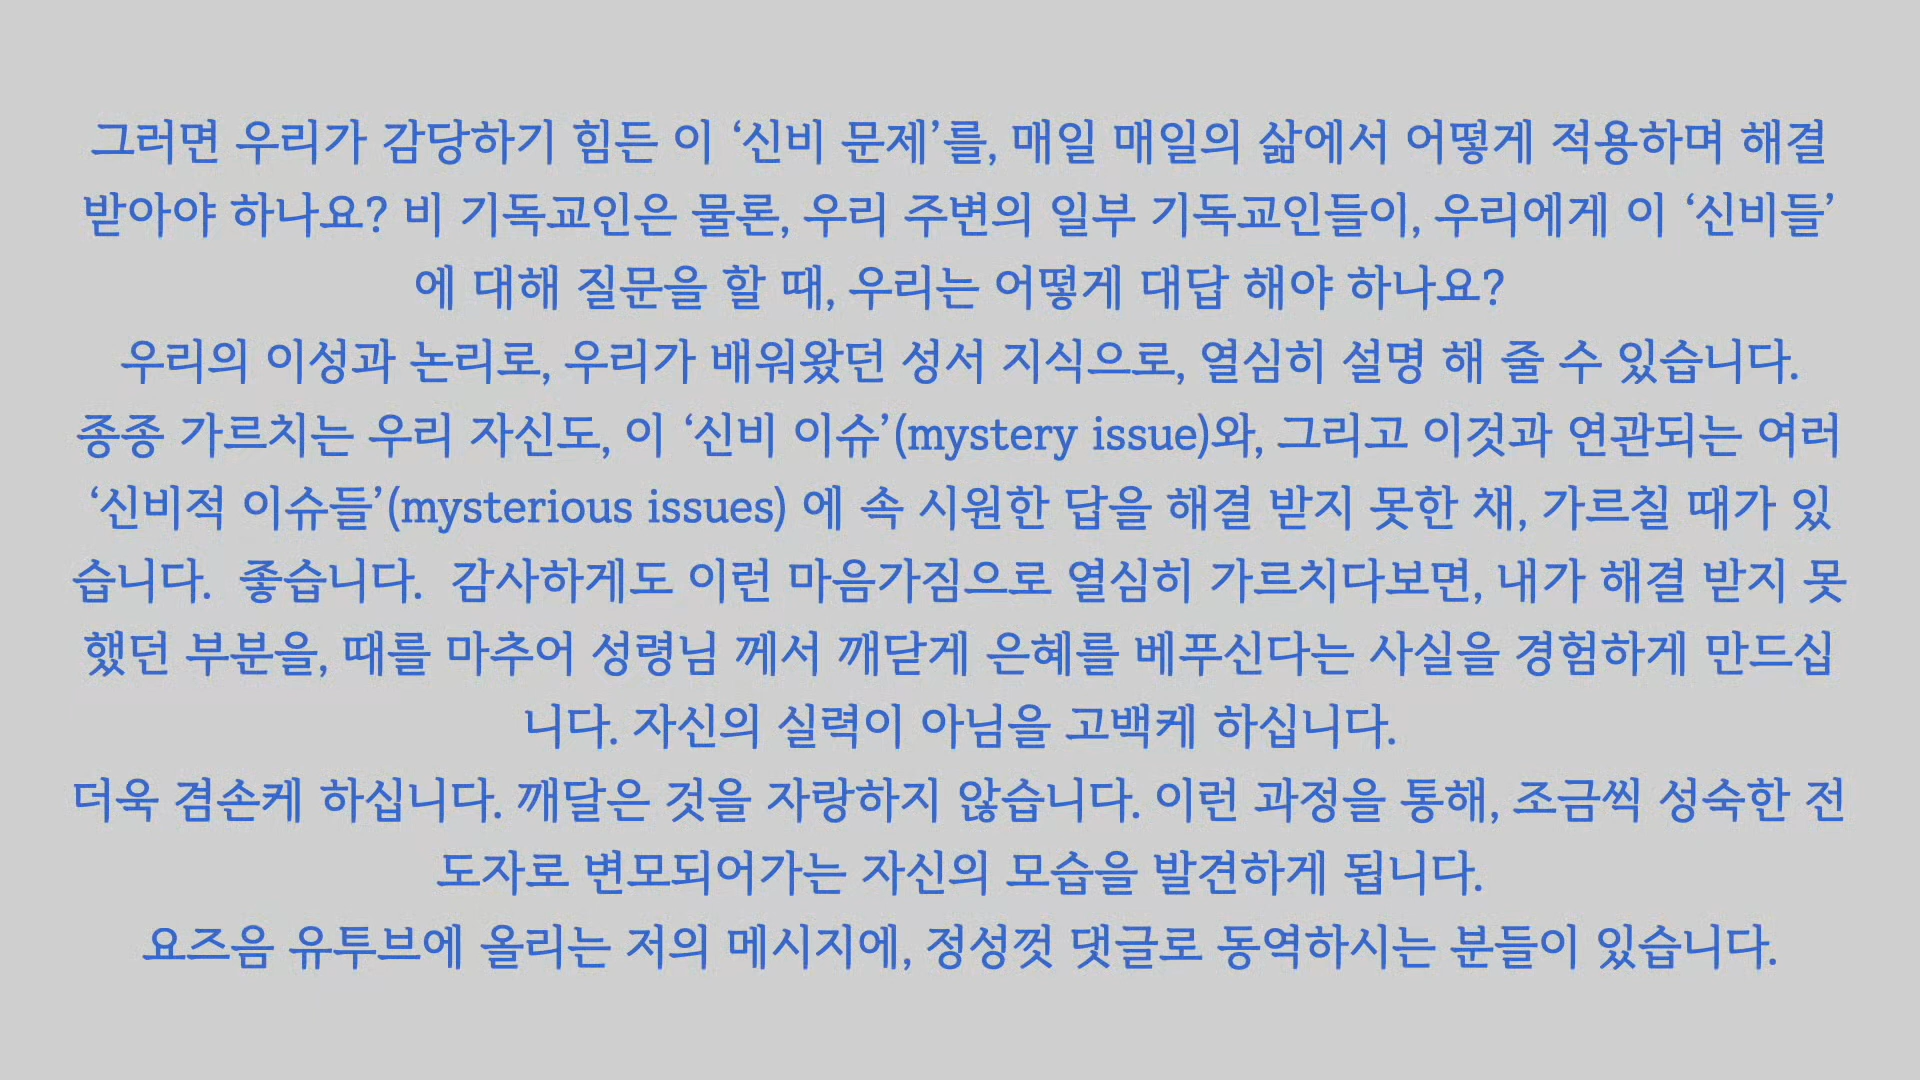 그러면 우리가 감당하기 힘든 이 ‘신비 문제’를, 매일 매일의 삶에서 어떻게 적용하며 해결
받아야 하나요? 비 기독교인은 물론, 우리 주변의 일부 기독교인들이, 우리에게 이 ‘신비들’
에 대해 질문을 할 때, 우리는 어떻게 대답 해야 하나요?
우리의 이성과 논리로, 우리가 배워왔던 성서 지식으로, 열심히 설명 해 줄 수 있습니다.
종종 가르치는 우리 자신도, 이 ‘신비 이슈’(mystery issue)와, 그리고 이것과 연관되는 여러
‘신비적 이슈들’(mysterious issues) 에 속 시원한 답을 해결 받지 못한 채, 가르칠 때가 있
습니다.  좋습니다.  감사하게도 이런 마음가짐으로 열심히 가르치다보면, 내가 해결 받지 못
했던 부분을, 때를 마추어 성령님 께서 깨닫게 은혜를 베푸신다는 사실을 경험하게 만드십
니다. 자신의 실력이 아님을 고백케 하십니다.
더욱 겸손케 하십니다. 깨달은 것을 자랑하지 않습니다. 이런 과정을 통해, 조금씩 성숙한 전
도자로 변모되어가는 자신의 모습을 발견하게 됩니다.
요즈음 유투브에 올리는 저의 메시지에, 정성껏 댓글로 동역하시는 분들이 있습니다.